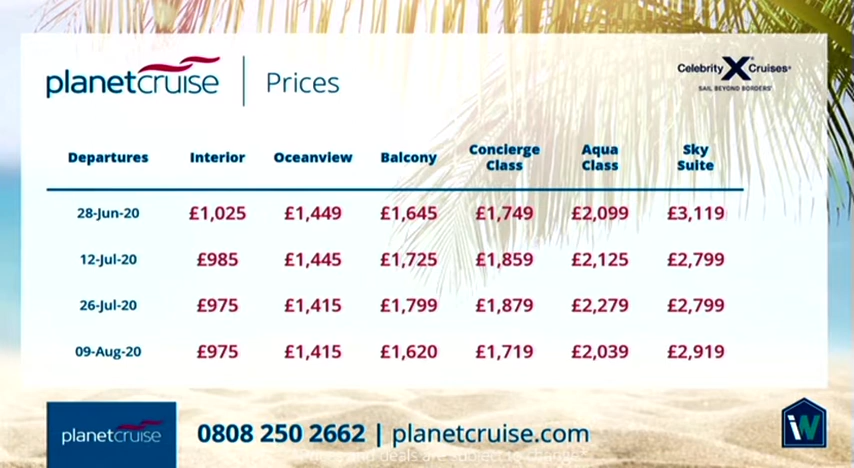 planetcruise | Prices
Celebrity X Cruises
SAIL BEYOND BORDERS
Departures Interior Oceanview Balcony Concierge Class Aqua Class Sky Suite
28-Jun-20 £1,025 £1,449 £1,645 £1,749 £2,099 £3,119
12-Jul-20 £985 £1,445 £1,725 £1,859 £2,125 £2,799
26-Jul-20 £975 £1,415 £1,799 £1,879 £2,279 £2,799
09-Aug-20 £975 £1,415 £1,620 £1,719 £2,039 £2,919
planetcruise 0808 250 2662 | planetcruise.com
Prices and deals are subject to change
iW